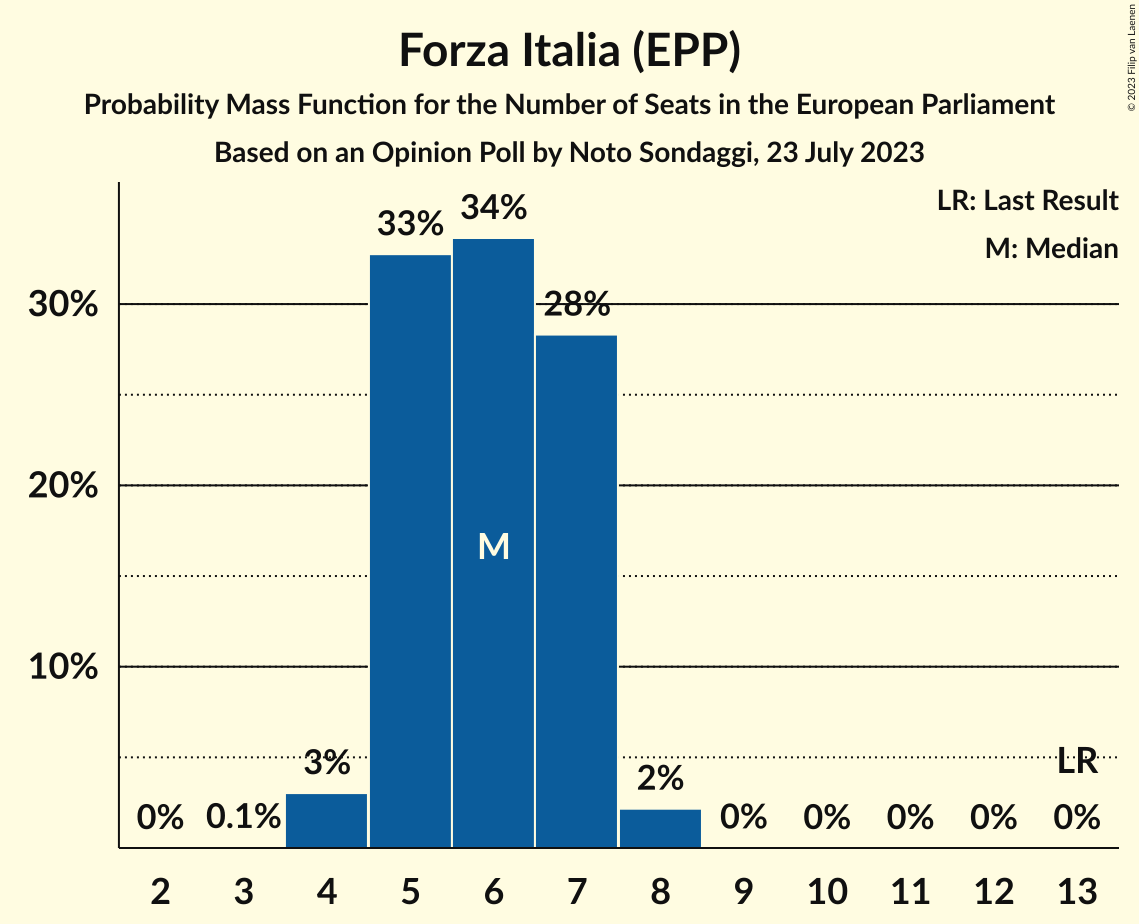 Forza Italia (EPP)
Probability Mass Function for the Number of Seats in the European Parliament
Based on an Opinion Poll by Noto Sondaggi, 23 July 2023
© 2023 Filip van Laenen
LR: Last Result
M: Median
30%
20%
10%
0%
0.1%
3%
33%
34%
28%
2%
0%
0%
0%
0%
0%
M
LR
2 3 4 5 6 7 8 9 10 11 12 13